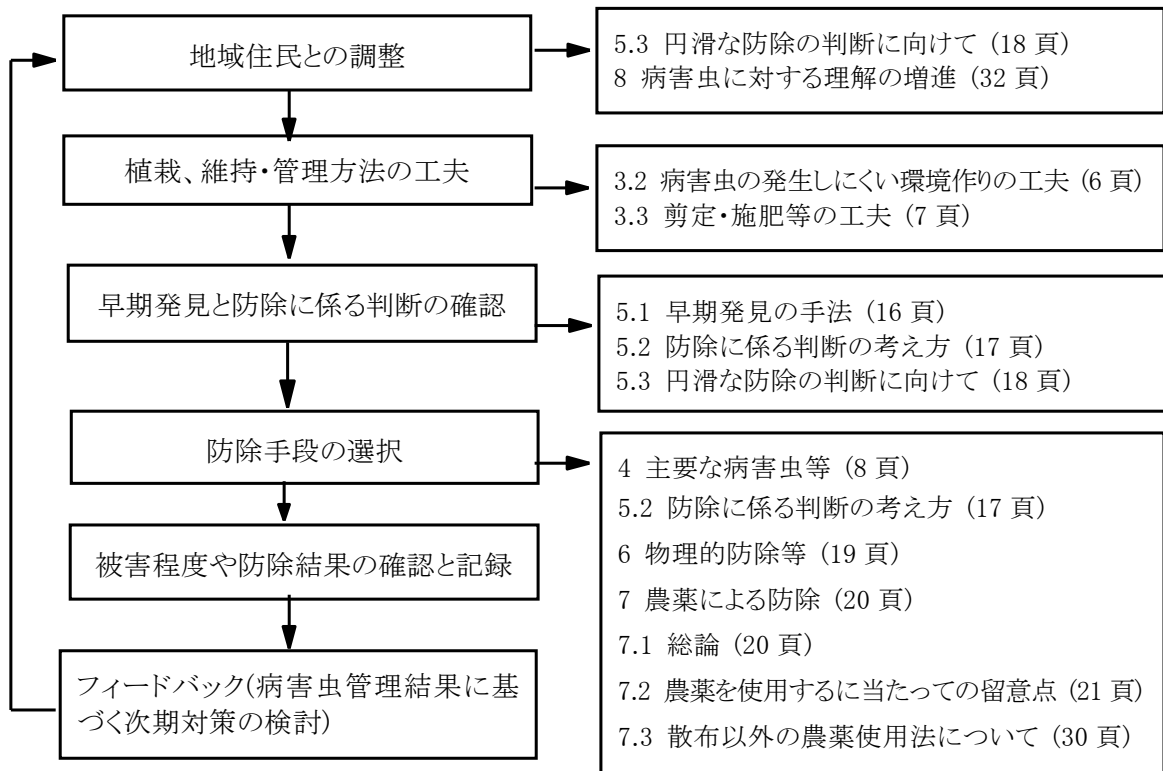 地域住民との調整
5.3 円滑な防除の判断に向けて (18 頁)
8 病害虫に対する理解の増進 (32 頁)
植栽、維持・管理方法の工夫
3.2 病害虫の発生しにくい環境作りの工夫 (6 頁)
3.3 剪定・施肥等の工夫 (7 頁)
早期発見と防除に係る判断の確認
5.1 早期発見の手法 (16 頁)
5.2 防除に係る判断の考え方 (17 頁)
5.3 円滑な防除の判断に向けて (18 頁)
防除手段の選択
4 主要な病害虫等 (8 頁)
5.2 防除に係る判断の考え方 (17 頁)
6 物理的防除等 (19 頁)
7 農薬による防除 (20 頁)
7.1 総論 (20 頁)
7.2 農薬を使用するに当たっての留意点 (21 頁)
7.3 散布以外の農薬使用法について (30 頁)
被害程度や防除結果の確認と記録
フィードバック(病害虫管理結果に基
づく次期対策の検討)